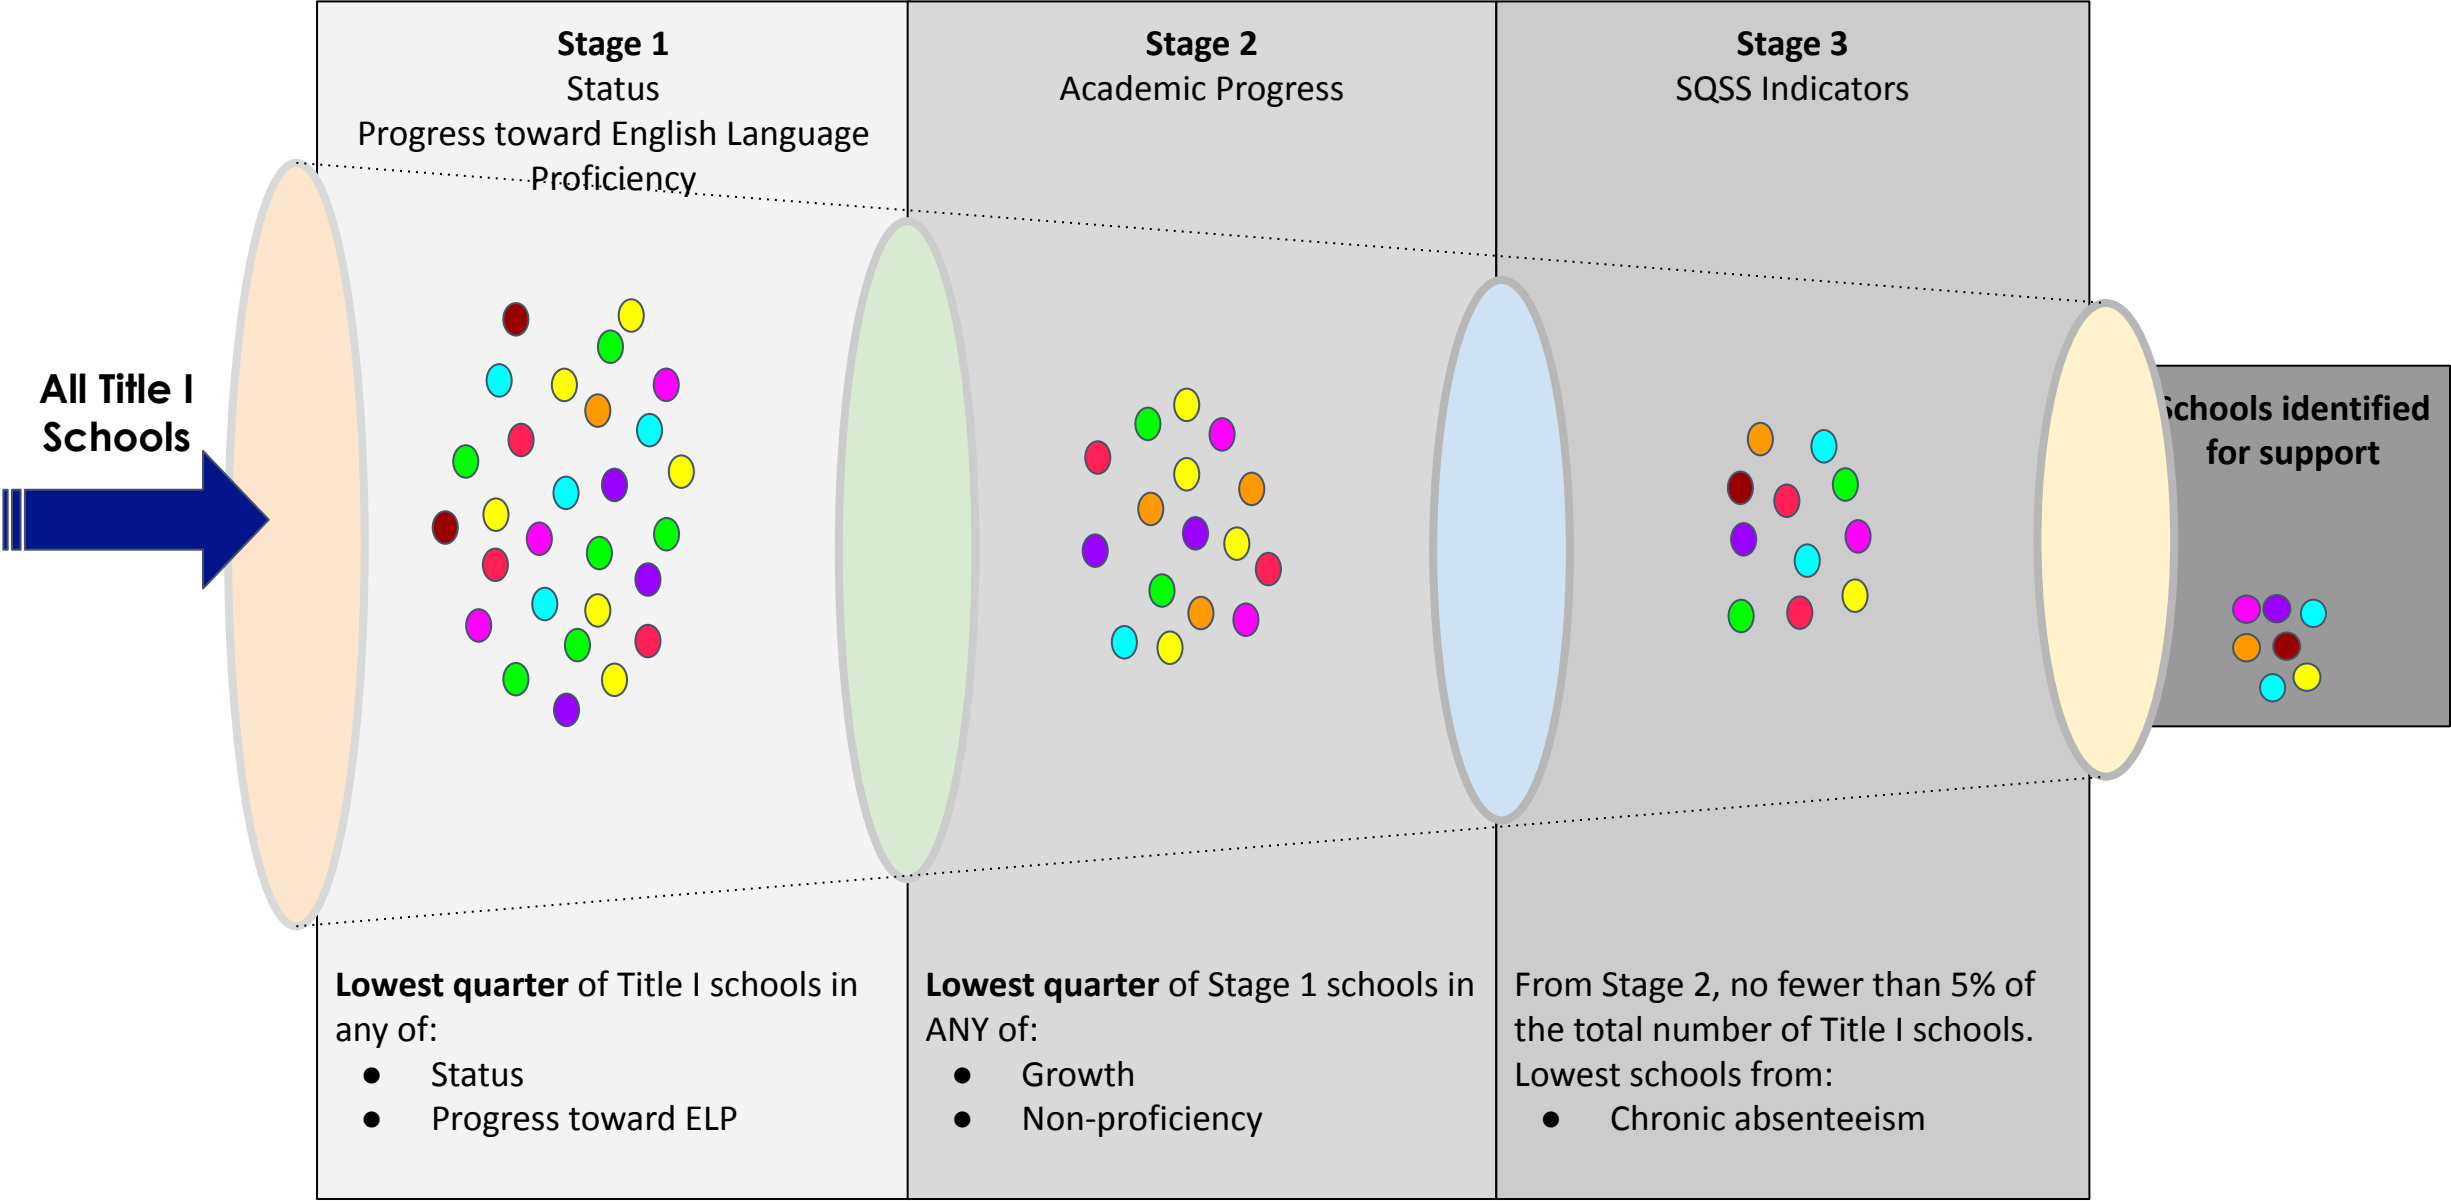 All Title I
Schools
Stage 1
Status
Progress toward English Language
Proficiency
Lowest quarter of Title I schools in
any of:
● Status
● Progress toward ELP
Stage 2
Academic Progress
Lowest quarter of Stage 1 schools in
ANY of:
● Growth
● Non-proficiency
Stage 3
SQSS Indicators
From Stage 2, no fewer than 5% of
the total number of Title I schools.
Lowest schools from:
● Chronic absenteeism
Schools identified
for support